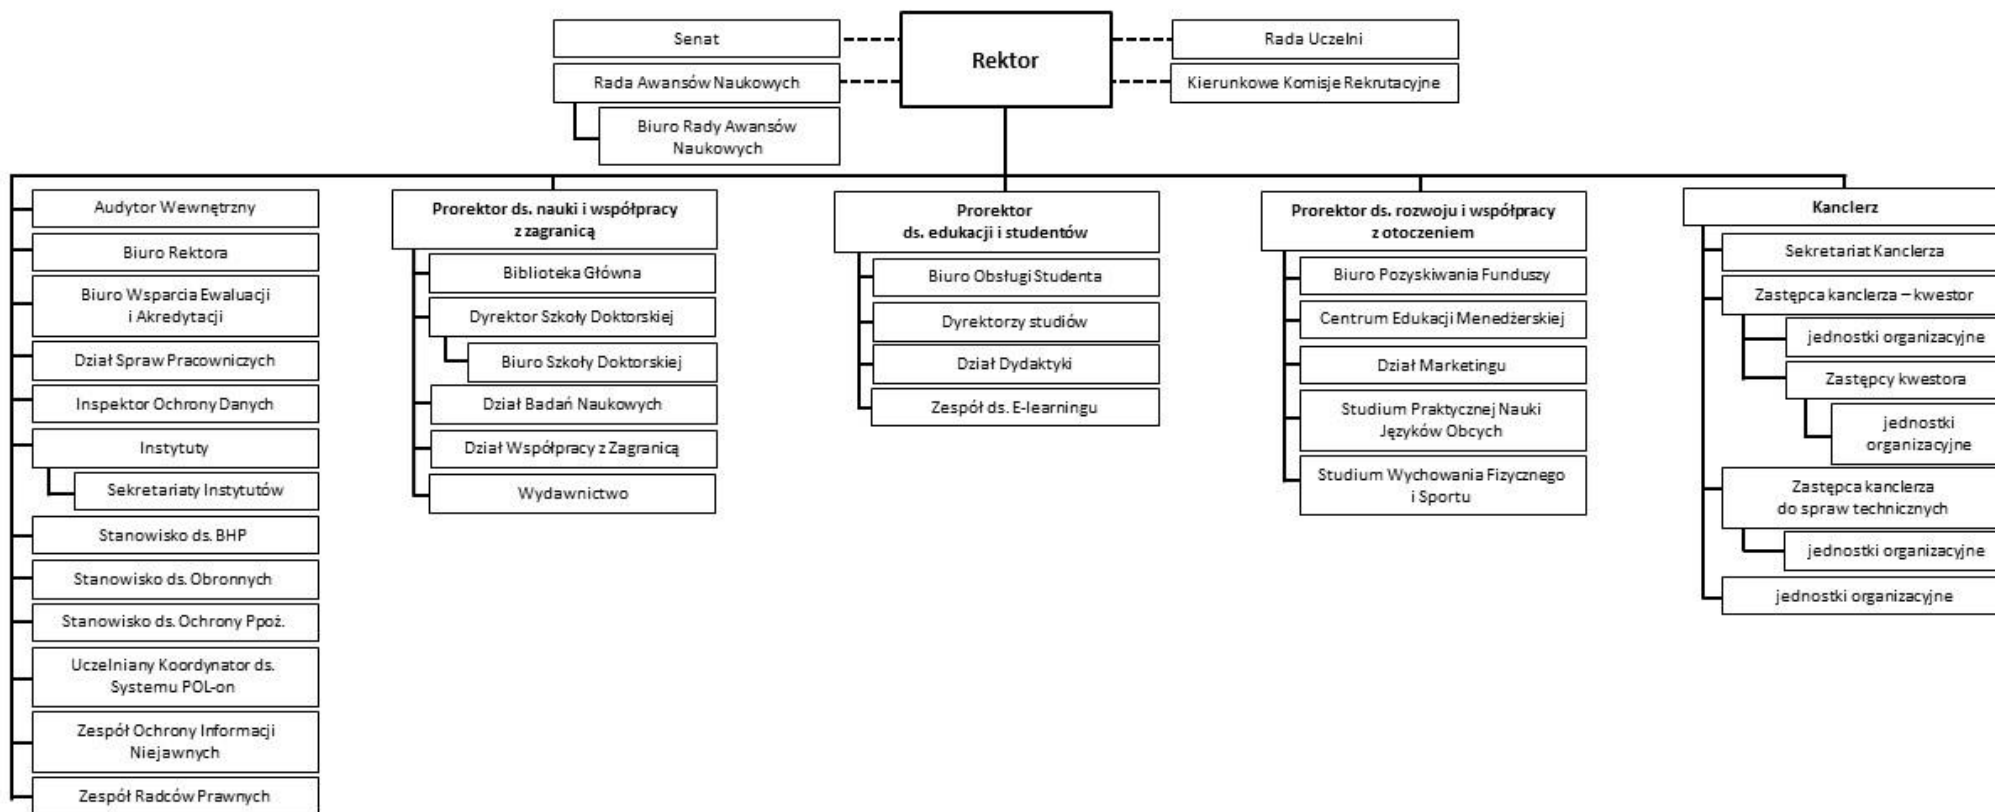 Senat
Rada Awansów Naukowych
Biuro Rady Awansów
Naukowych
Rektor
Rada Uczelni
Kierunkowe Komisje Rekrutacyjne
Audytor Wewnętrzny
Biuro Rektora
Biuro Wsparcia Ewaluacji
i Akredytacji
Dział Spraw Pracowniczych
Inspektor Ochrony Danych
Instytuty
Sekretariaty Instytutów
Stanowisko ds. BHP
Stanowisko ds. Obronnych
Stanowisko ds. Ochrony Ppoż.
Uczelniany Koordynator ds.
Systemu POL-on
Zespół Ochrony Informacji
Niejawnych
Zespół Radców Prawnych
Prorektor ds. nauki i współpracy
z zagranicą
Biblioteka Główna
Dyrektor Szkoły Doktorskiej
Biuro Szkoły Doktorskiej
Dział Badań Naukowych
Dział Współpracy z Zagranicą
Wydawnictwo
Prorektor
ds. edukacji i studentów
Biuro Obsługi Studenta
Dyrektorzy studiów
Dział Dydaktyki
Zespół ds. E-learningu
Prorektor ds. rozwoju i współpracy
z otoczeniem
Biuro Pozyskiwania Funduszy
Centrum Edukacji Menedżerskiej
Dział Marketingu
Studium Praktycznej Nauki
Języków Obcych
Studium Wychowania Fizycznego
i Sportu
Kanclerz
Sekretariat Kanclerza
Zastępca kanclerza – kwestor
jednostki organizacyjne
Zastępcy kwestora
jednostki
organizacyjne
Zastępca kanclerza
do spraw technicznych
jednostki organizacyjne
jednostki organizacyjne